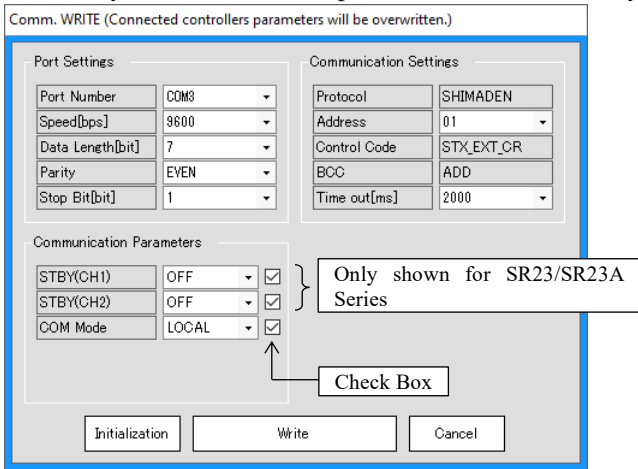 Comm. WRITE (Connected controllers parameters will be overwritten.)
Port Settings
Port Number COM3
Speed[bps] 9600
Data Length[bit] 7
Parity EVEN
Stop Bit[bit] 1
Communication Settings
Protocol SHIMADEN
Address 01
Control Code STX_EXT_CR
BCC ADD
Time out[ms] 2000
Communication Parameters
STBY(CH1) OFF
STBY(CH2) OFF
COM Mode LOCAL
Only shown for SR23/SR23A
Series
Check Box
Initialization Write Cancel